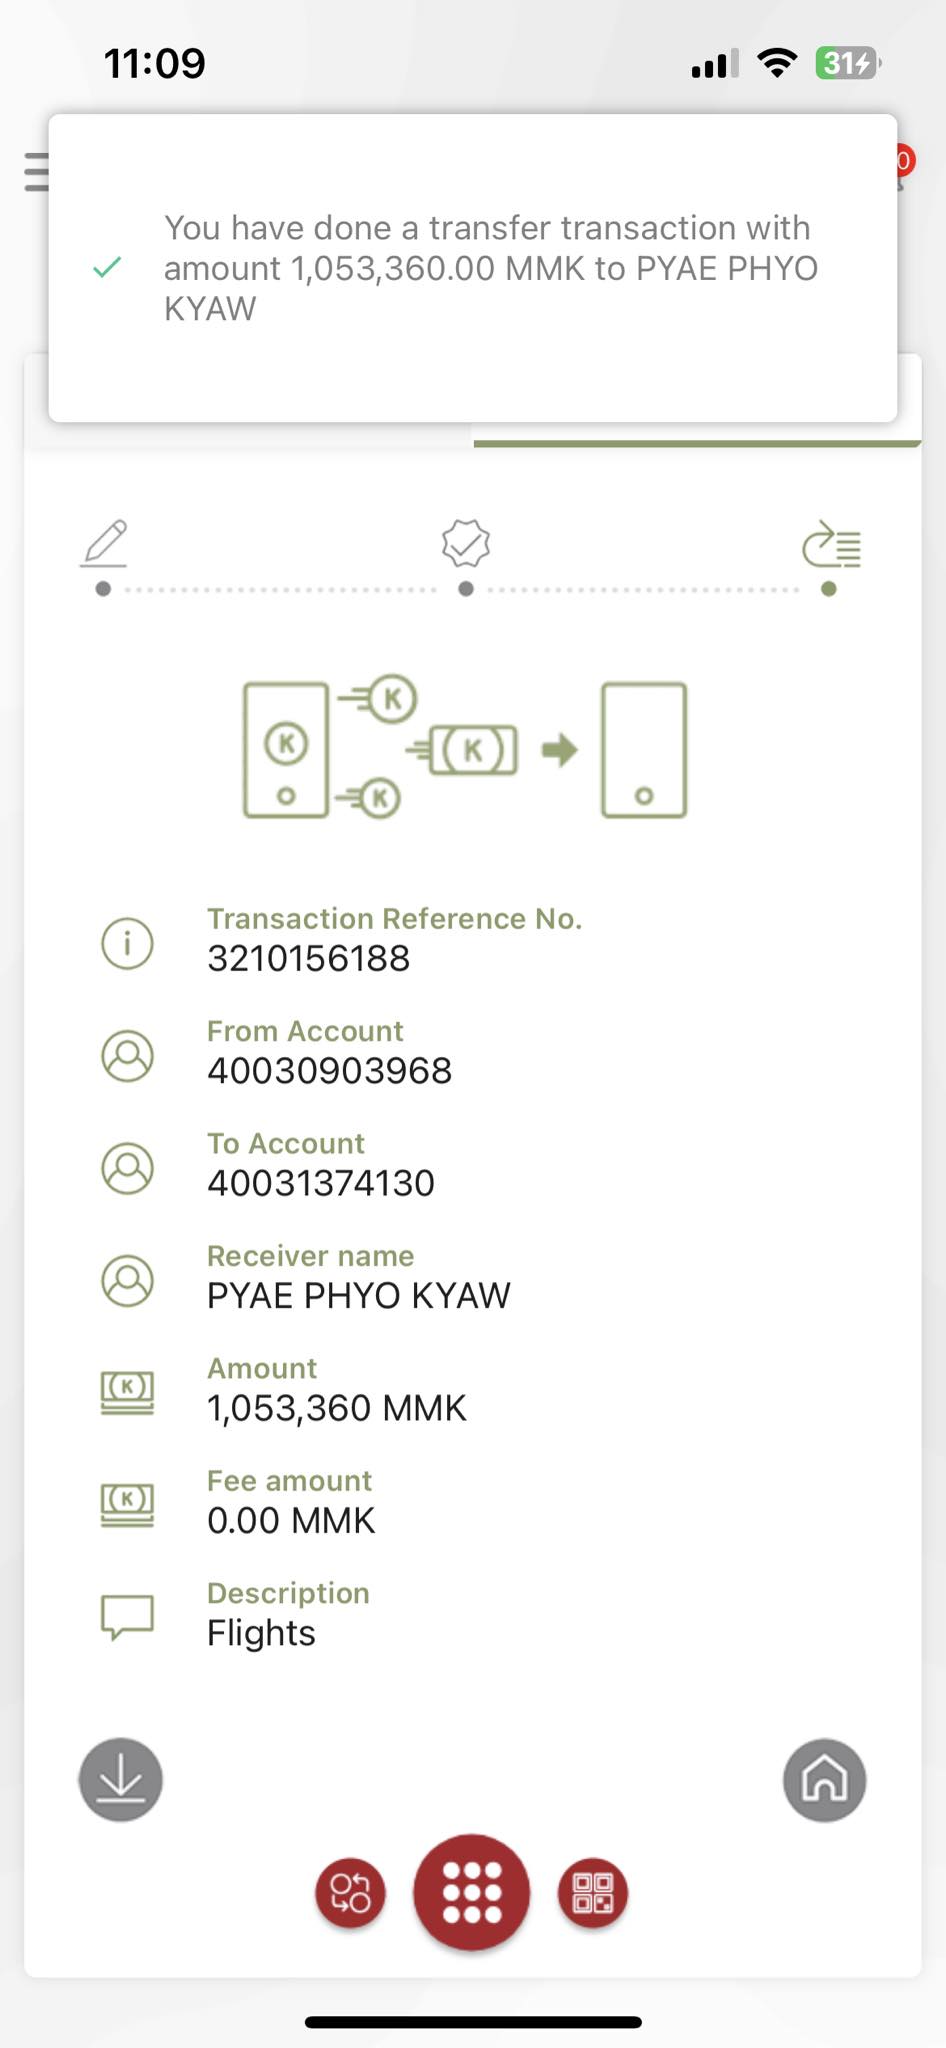 11:09
31
0
You have done a transfer transaction with
amount 1,053,360.00 MMK to PYAE PHYO
KYAW
K
K
K
K
Transaction Reference No.
3210156188
From Account
40030903968
To Account
40031374130
Receiver name
PYAE PHYO KYAW
Amount
1,053,360 MMK
K
Fee amount
0.00 MMK
K
Description
Flights